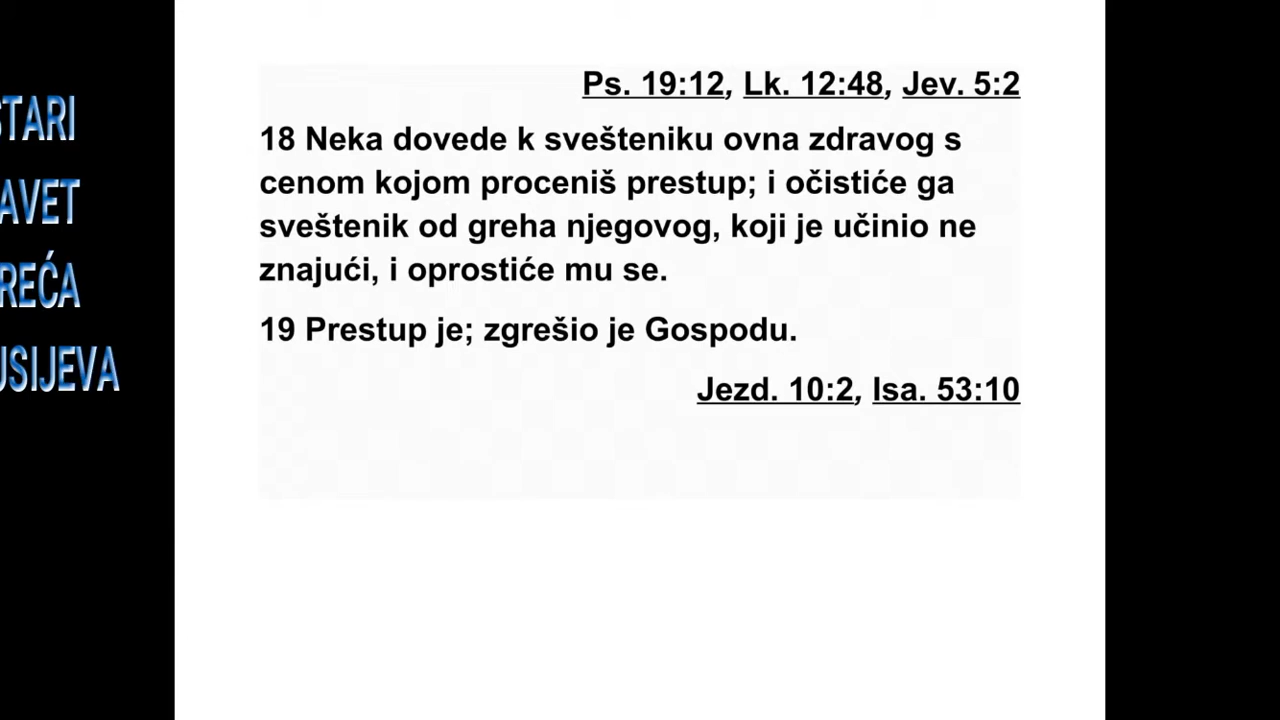 STARI
AVET
REĆA
USIJEVA
Ps. 19:12, Lk. 12:48, Jev. 5:2
18 Neka dovede k svešteniku ovna zdravog s
cenom kojom proceniš prestup; i očistiće ga
sveštenik od greha njegovog, koji je učinio ne
znajući, i oprostiće mu se.
19 Prestup je; zgrešio je Gospodu.
Jezd. 10:2, Isa. 53:10